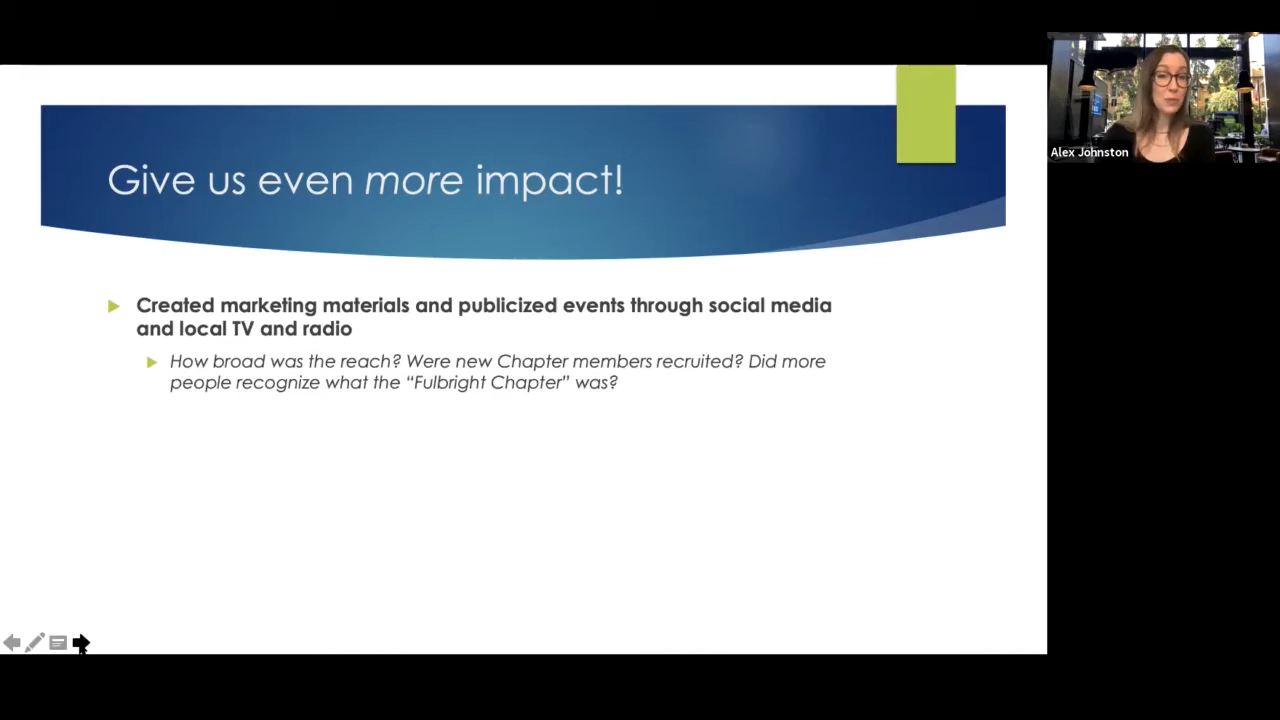 Give us even more impact!
Created marketing materials and publicized events through social media
and local TV and radio
How broad was the reach? Were new Chapter members recruited? Did more
people recognize what the “Fulbright Chapter” was?
Alex Johnston